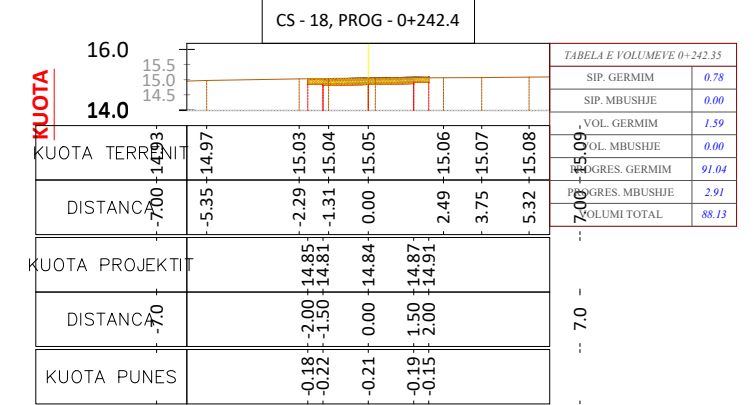 CS - 18, PROG - 0+242.4
KUOTA
16.0
15.5
15.0
14.5
14.0
TABELA E VOLUMEVE 0+242.35
SIP. GERMIM 0.78
SIP. MBUSHJE 0.00
VOL. GERMIM 1.59
VOL. MBUSHJE 0.00
PROGRES. GERMIM 91.04
PROGRES. MBUSHJE 2.91
VOLUMI TOTAL 88.13
KUOTA TERRENIT 14.93 14.97 15.03 15.04 15.05 15.06 15.07 15.08 15.09
DISTANCA -7.00 -5.35 -2.29 -1.31 0.00 2.49 3.75 5.32 7.00
KUOTA PROJEKTIT 14.85 14.81 14.84 14.87 14.91
DISTANCA -7.0 -2.00 -1.50 0.00 1.50 2.00 7.0
KUOTA PUNES -0.18 -0.22 -0.21 -0.19 -0.15